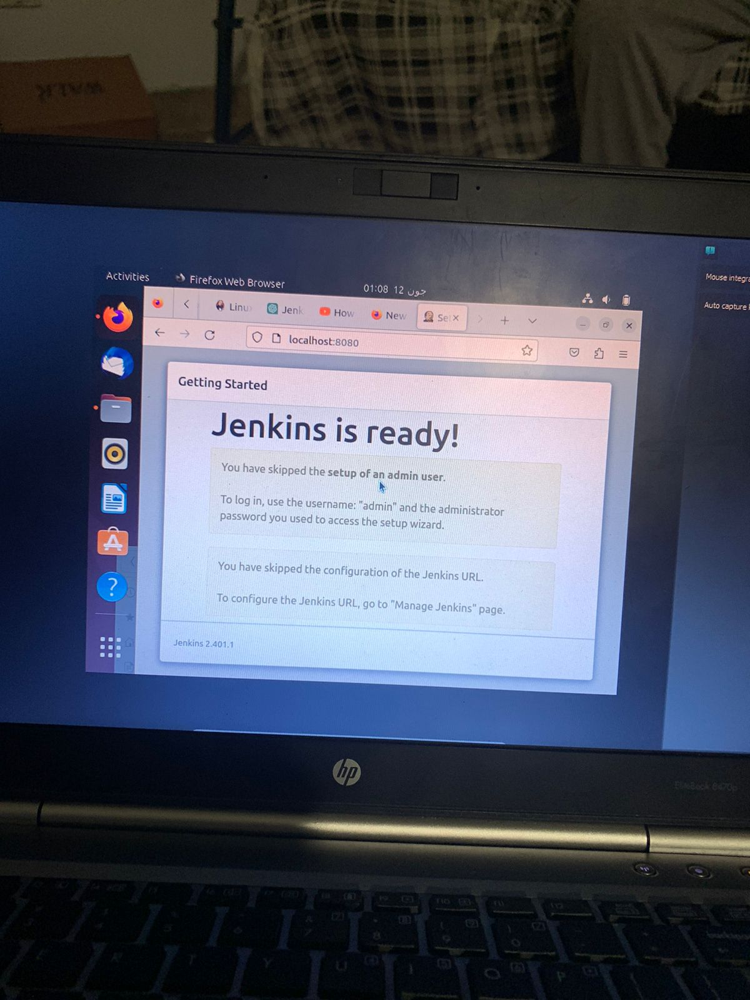 Mouse integra
Activities
Firefox Web Browser
01:08 12 جون
Auto capture
Linu
Jenk
How
New
Sel
localhost:8080
Getting Started
Jenkins is ready!
You have skipped the setup of an admin user.
To log in, use the username: "admin" and the administrator
password you used to access the setup wizard.
You have skipped the configuration of the Jenkins URL.
To configure the Jenkins URL, go to "Manage Jenkins" page.
Jenkins 2.401.1
hp
EliteBook 8470p